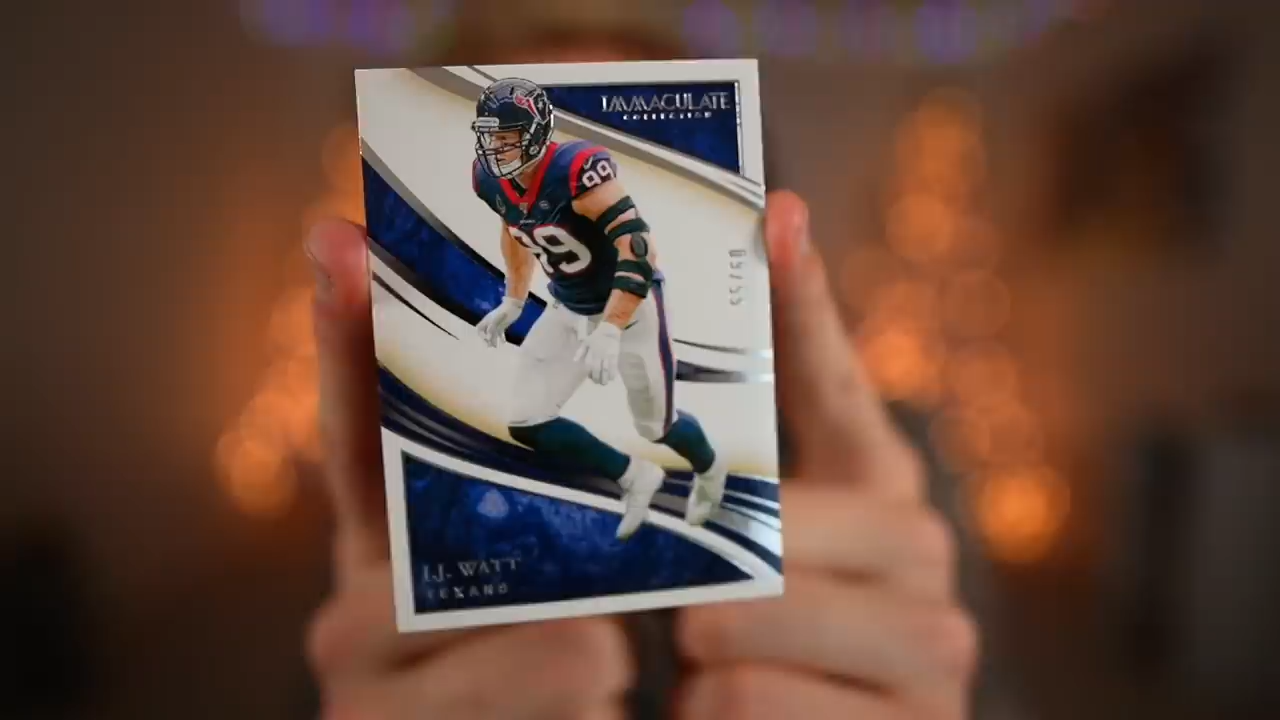 IMMACULATE
COLLECTION
99
99
J.J. WATT
TEXANS